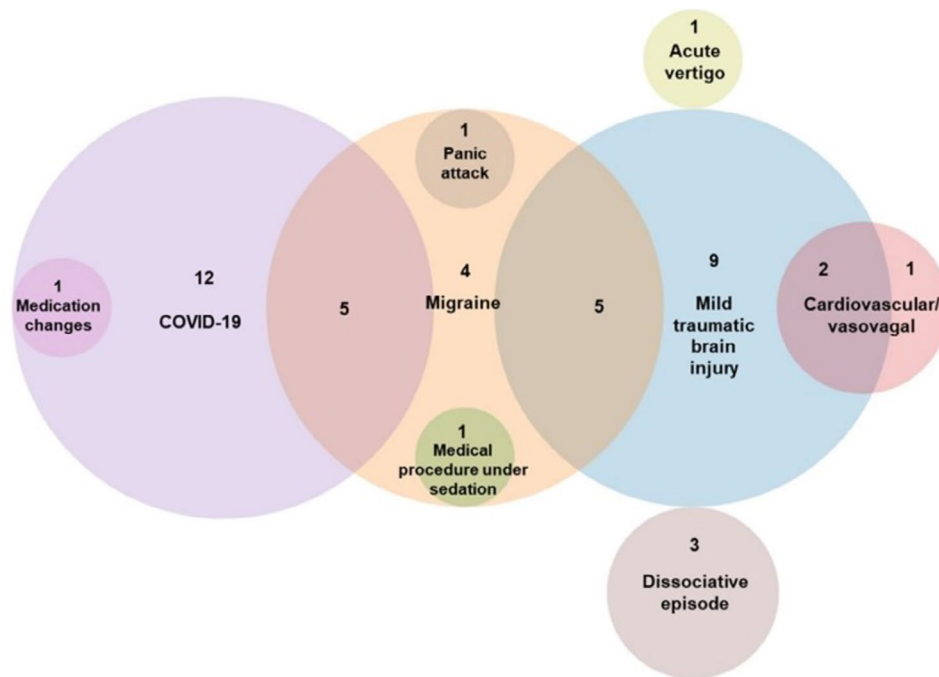 1
Acute
vertigo
1
Panic
attack
1
Medication
changes
12
COVID-19
5
4
Migraine
5
9
Mild
traumatic
brain
injury
2
1
Cardiovascular/
vasovagal
1
Medical
procedure under
sedation
3
Dissociative
episode